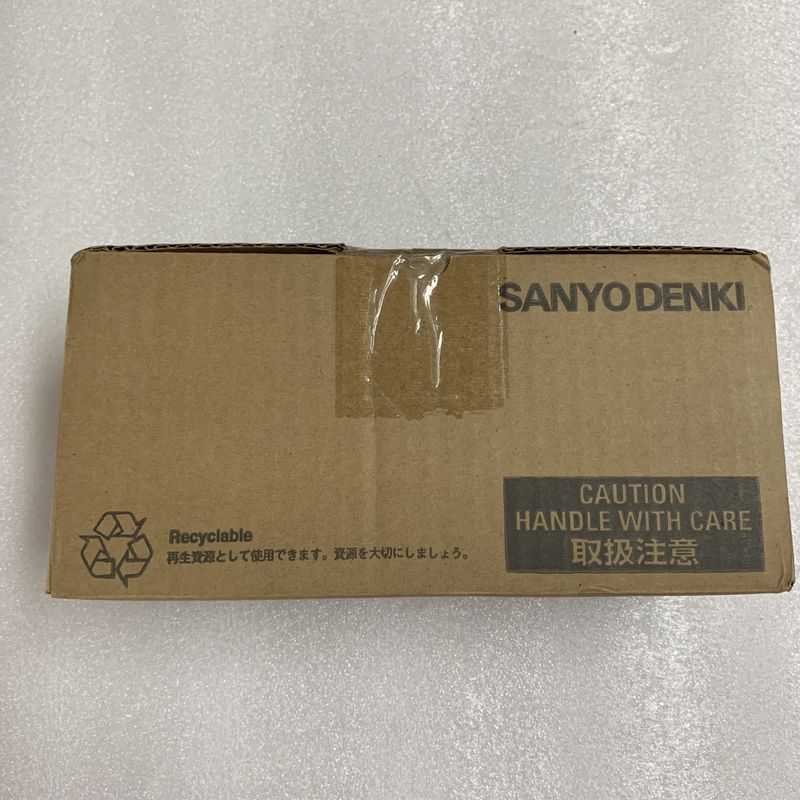 SANYO DENKI
CAUTION
HANDLE WITH CARE
取扱注意
Recyclable
再生資源として使用できます。資源を大切にしましょう。